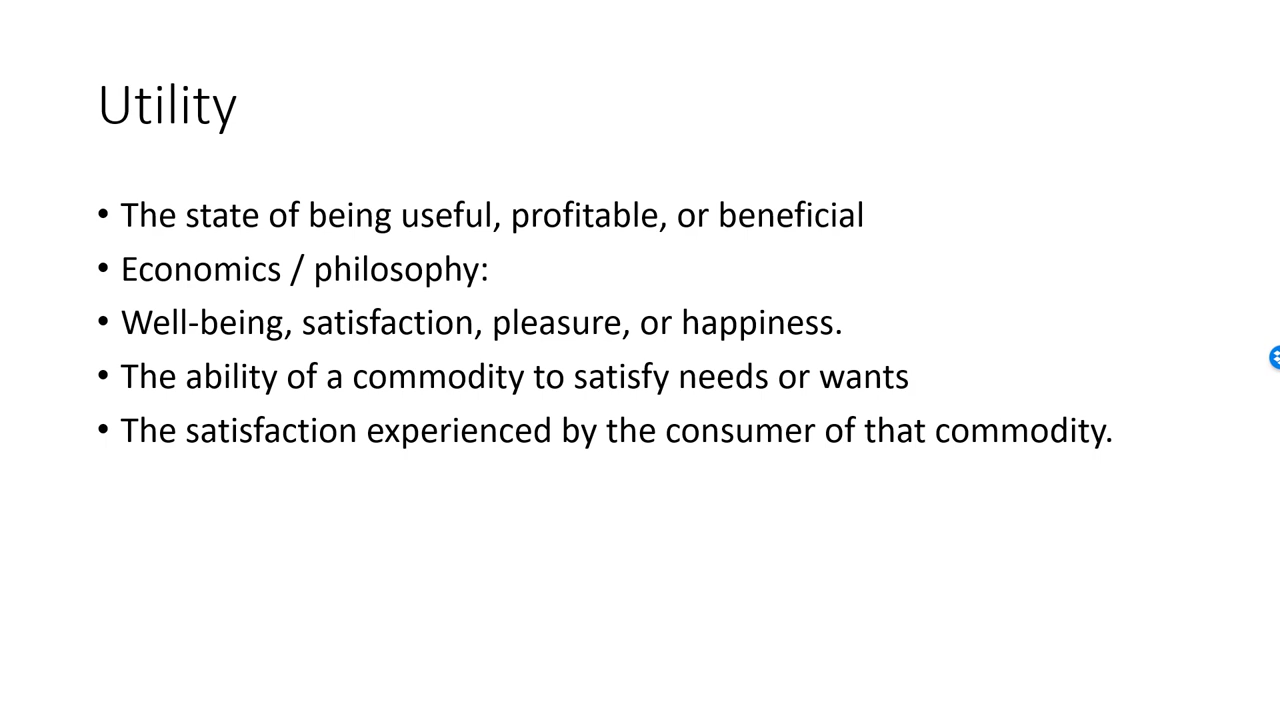 Utility
• The state of being useful, profitable, or beneficial
• Economics / philosophy:
• Well-being, satisfaction, pleasure, or happiness.
• The ability of a commodity to satisfy needs or wants
• The satisfaction experienced by the consumer of that commodity.